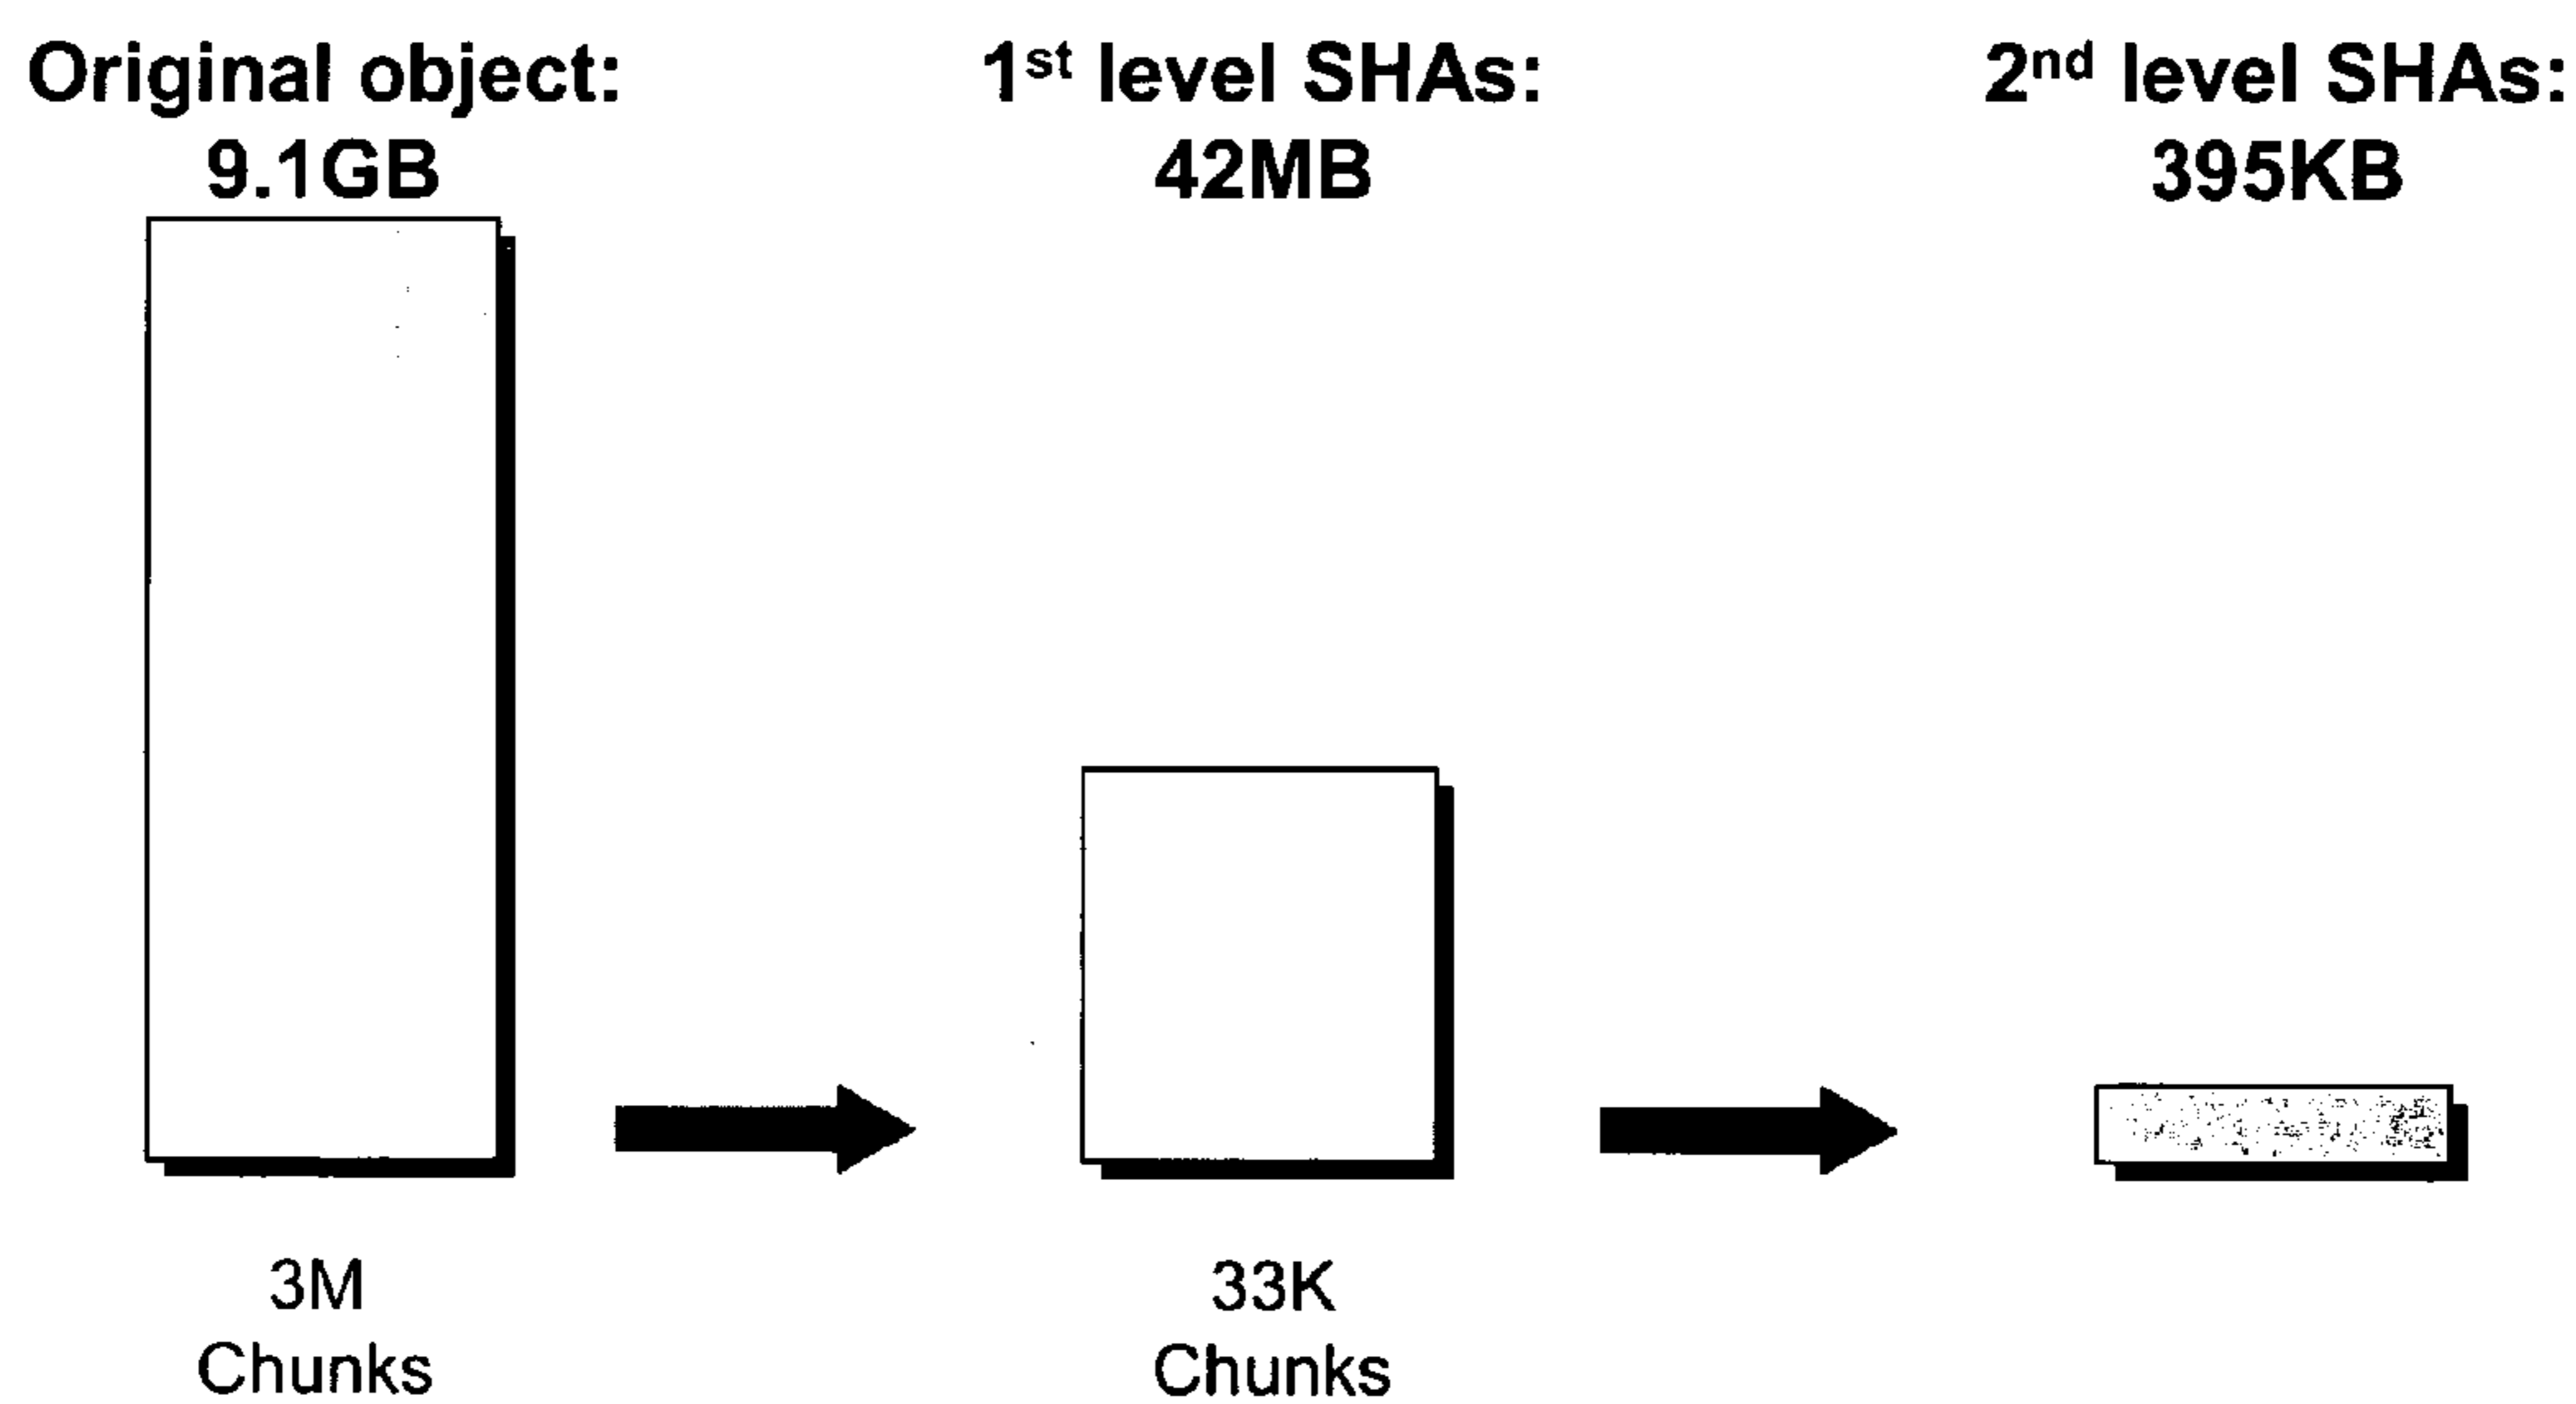 Original object:
9.1GB
1st level SHAs:
42MB
2nd level SHAs:
395KB
3M
Chunks
33K
Chunks